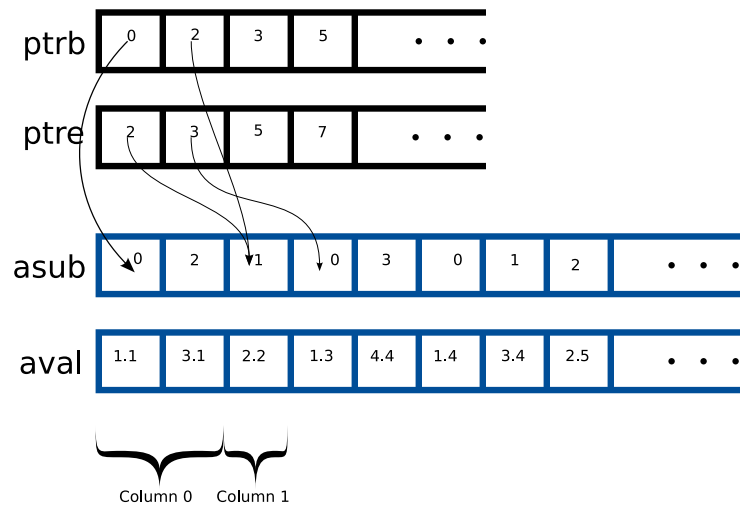 ptrb 0 2 3 5 • • •
ptre 2 3 5 7 • • •
asub 0 2 1 0 3 0 1 2 • • •
aval 1.1 3.1 2.2 1.3 4.4 1.4 3.4 2.5 • • •
Column 0 Column 1